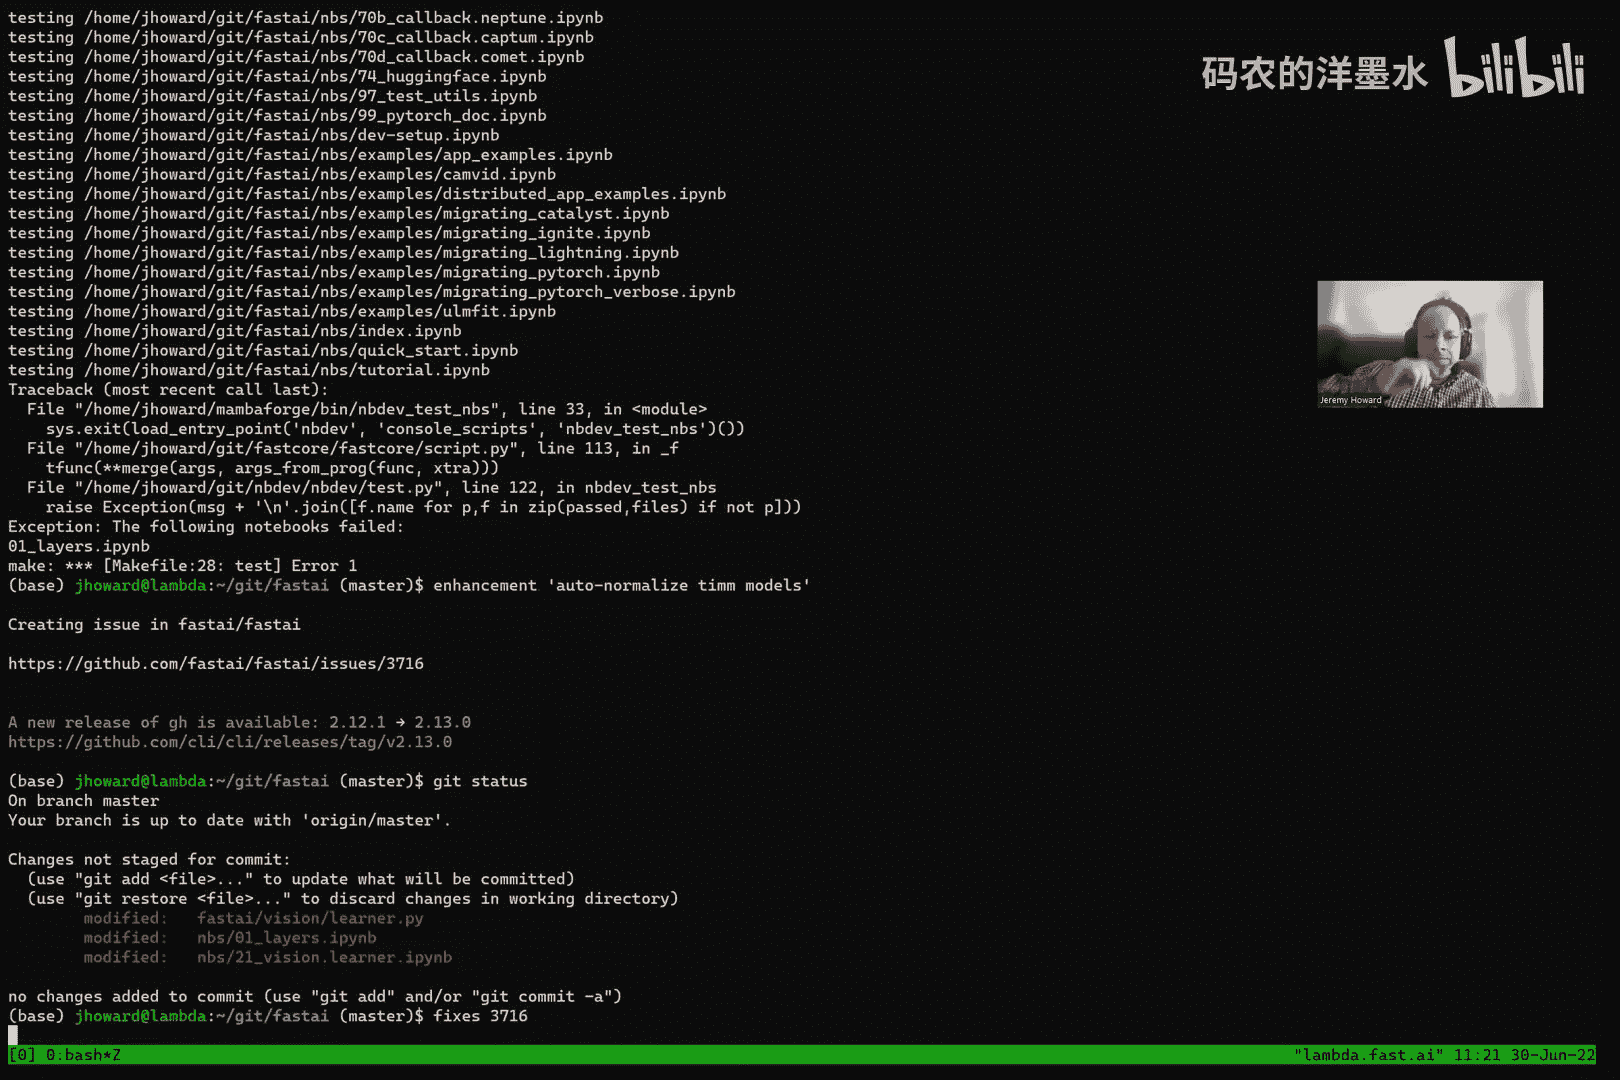 testing /home/jhoward/git/fastai/nbs/70b_callback.neptune.ipynb
testing /home/jhoward/git/fastai/nbs/70c_callback.captum.ipynb
testing /home/jhoward/git/fastai/nbs/70d_callback.comet.ipynb
testing /home/jhoward/git/fastai/nbs/74_huggingface.ipynb
testing /home/jhoward/git/fastai/nbs/97_test_utils.ipynb
testing /home/jhoward/git/fastai/nbs/99_pytorch_doc.ipynb
testing /home/jhoward/git/fastai/nbs/dev-setup.ipynb
testing /home/jhoward/git/fastai/nbs/examples/app_examples.ipynb
testing /home/jhoward/git/fastai/nbs/examples/camvid.ipynb
testing /home/jhoward/git/fastai/nbs/examples/distributed_app_examples.ipynb
testing /home/jhoward/git/fastai/nbs/examples/migrating_catalyst.ipynb
testing /home/jhoward/git/fastai/nbs/examples/migrating_ignite.ipynb
testing /home/jhoward/git/fastai/nbs/examples/migrating_lightning.ipynb
testing /home/jhoward/git/fastai/nbs/examples/migrating_pytorch.ipynb
testing /home/jhoward/git/fastai/nbs/examples/migrating_pytorch_verbose.ipynb
testing /home/jhoward/git/fastai/nbs/examples/ulmfit.ipynb
testing /home/jhoward/git/fastai/nbs/index.ipynb
testing /home/jhoward/git/fastai/nbs/quick_start.ipynb
testing /home/jhoward/git/fastai/nbs/tutorial.ipynb
Traceback (most recent call last):
  File "/home/jhoward/mambaforge/bin/nbdev_test_nbs", line 33, in <module>
    sys.exit(load_entry_point('nbdev', 'console_scripts', 'nbdev_test_nbs')())
  File "/home/jhoward/git/fastcore/fastcore/script.py", line 113, in _f
    tfunc(**merge(args, args_from_prog(func, xtra)))
  File "/home/jhoward/git/nbdev/nbdev/test.py", line 122, in nbdev_test_nbs
    raise Exception(msg + '\n'.join([f.name for p,f in zip(passed,files) if not p]))
Exception: The following notebooks failed:
01_layers.ipynb
make: *** [Makefile:28: test] Error 1
(base) jhoward@lambda:~/git/fastai (master)$ enhancement 'auto-normalize timm models'
Creating issue in fastai/fastai
https://github.com/fastai/fastai/issues/3716
A new release of gh is available: 2.12.1 → 2.13.0
https://github.com/cli/cli/releases/tag/v2.13.0
(base) jhoward@lambda:~/git/fastai (master)$ git status
On branch master
Your branch is up to date with 'origin/master'.
Changes not staged for commit:
  (use "git add <file>..." to update what will be committed)
  (use "git restore <file>..." to discard changes in working directory)
        modified:   fastai/vision/learner.py
        modified:   nbs/01_layers.ipynb
        modified:   nbs/21_vision.learner.ipynb
no changes added to commit (use "git add" and/or "git commit -a")
(base) jhoward@lambda:~/git/fastai (master)$ fixes 3716
[0] 0:bash*Z "lambda.fast.ai" 11:21 30-Jun-22
码农的洋墨水 bilibili
Jeremy Howard